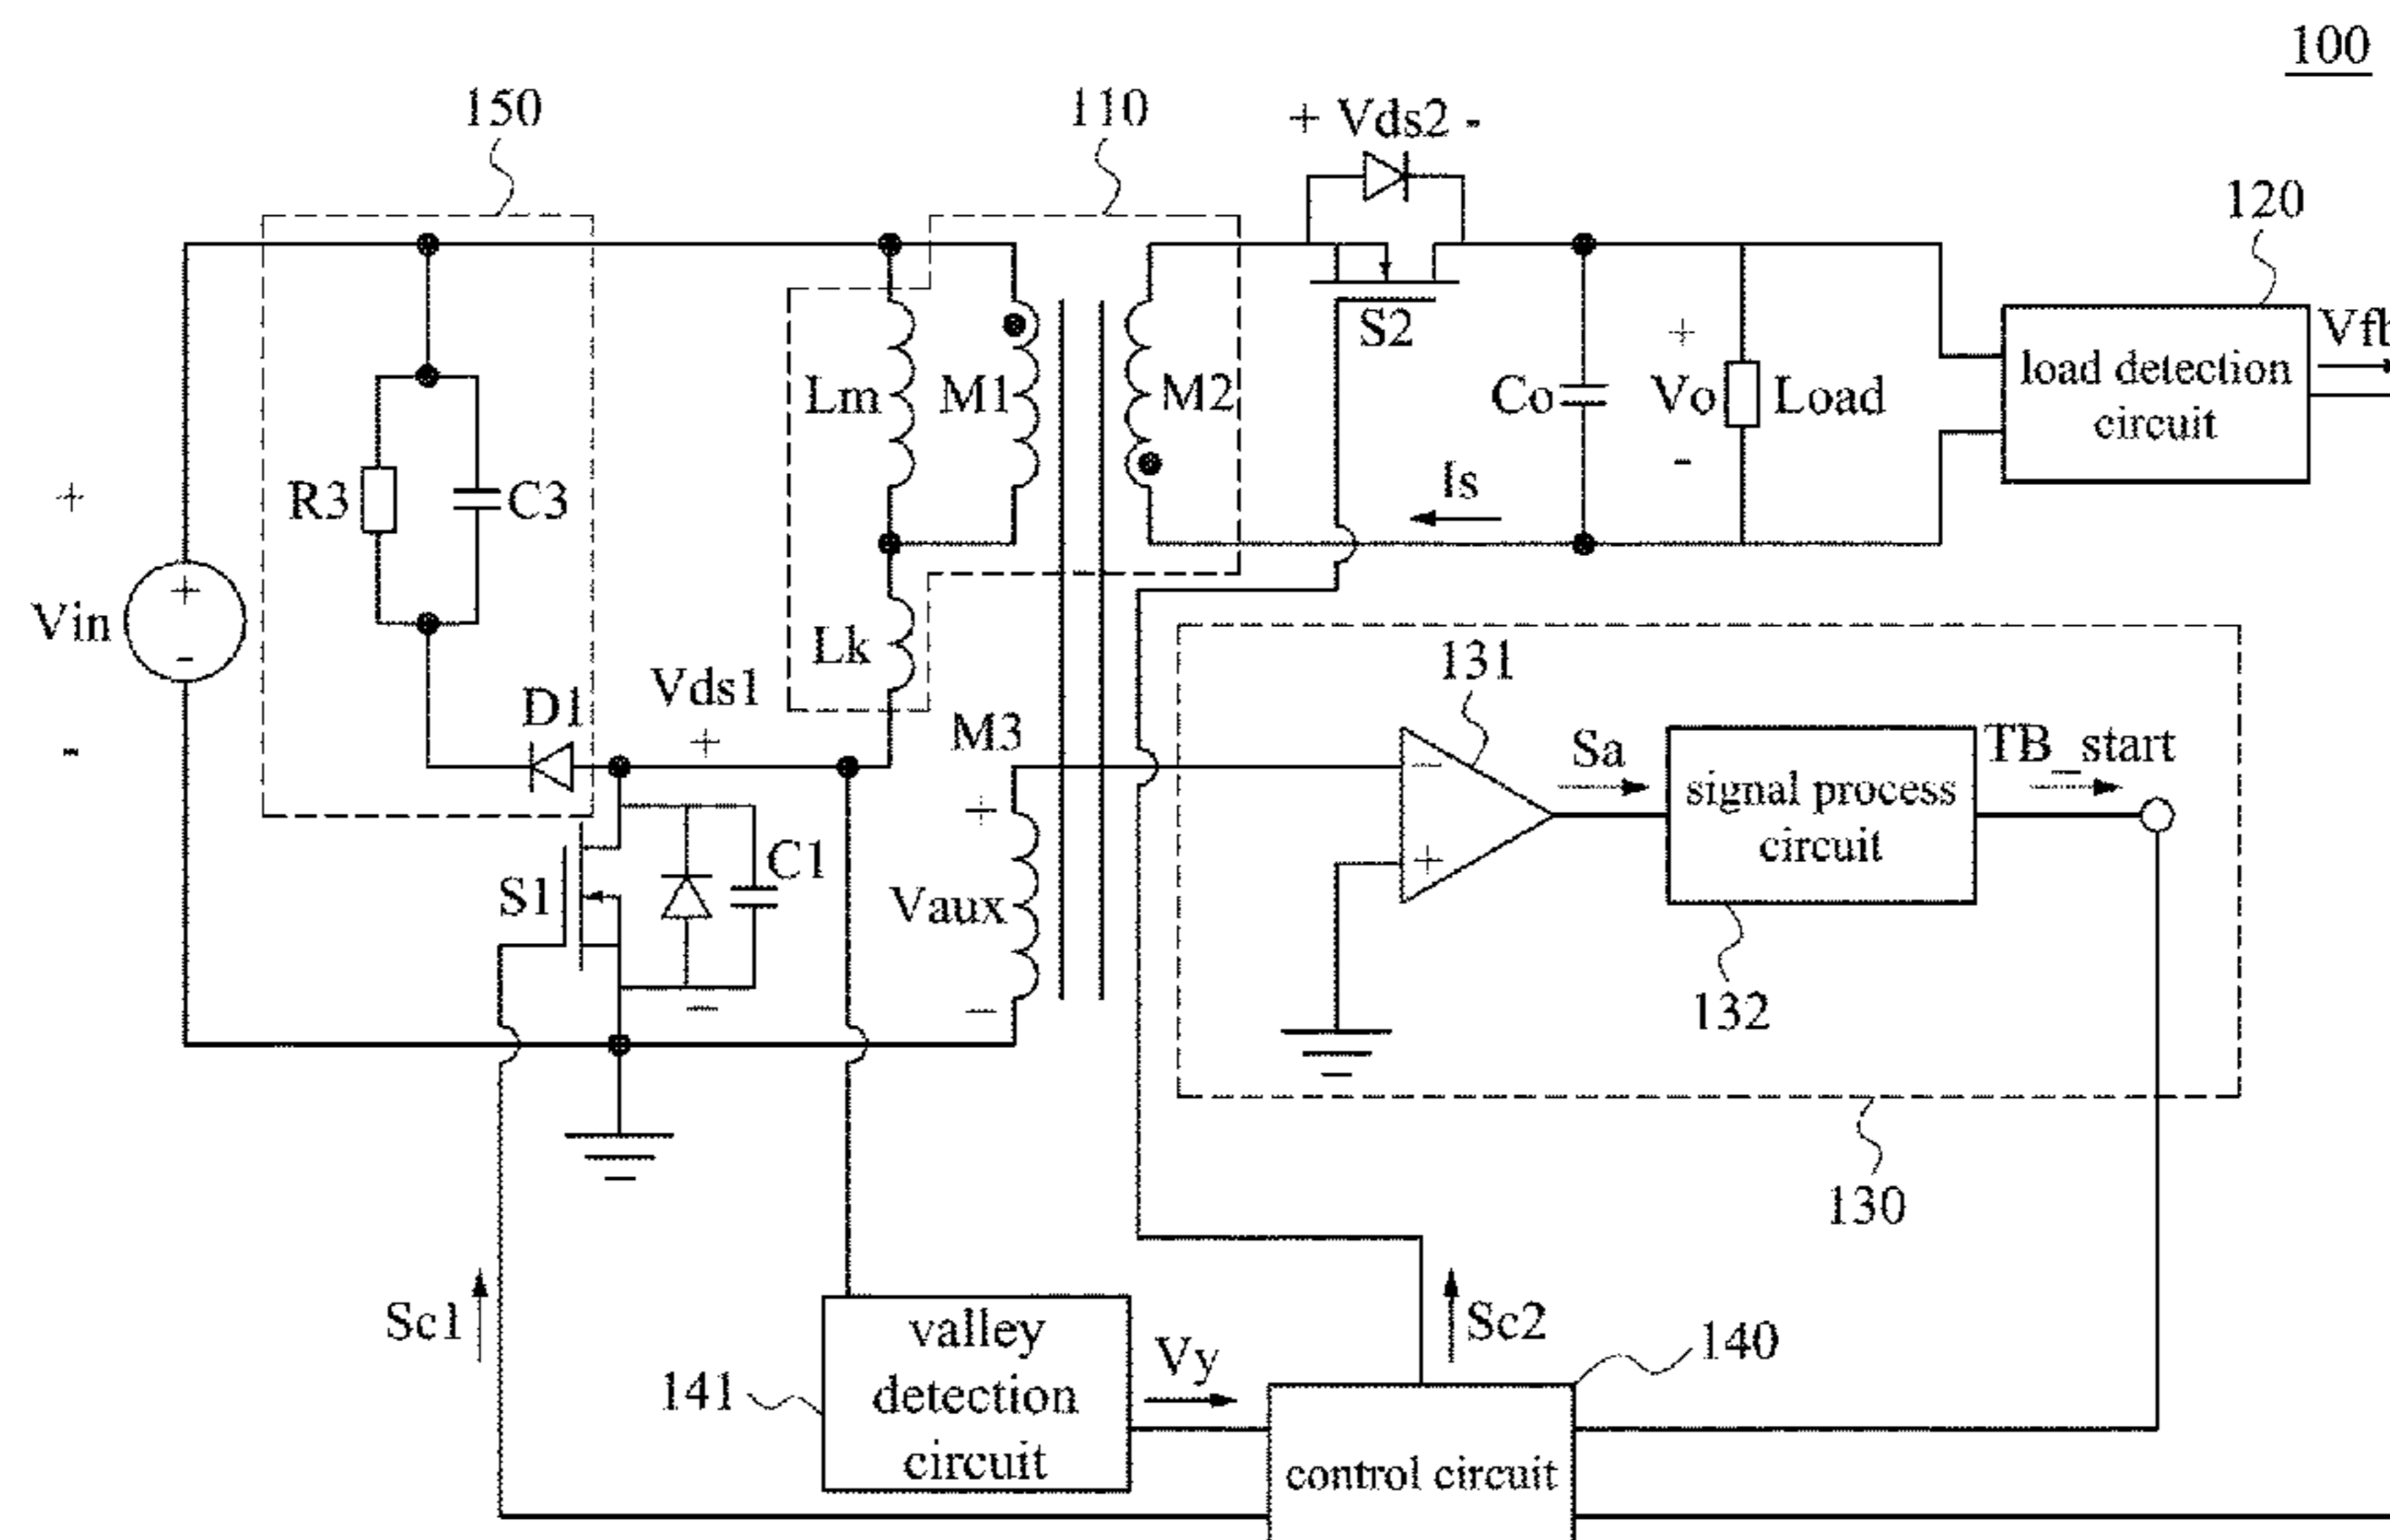 100
150
110
+ Vds2 -
120
S2
Vfb
load detection
circuit
Lm
M1
M2
Co
+
Vo
-
Load
R3
C3
Is
+
Vin
-
+
-
Lk
131
D1
Vds1
+
M3
Sa
TB_start
-
+
signal process
circuit
+
S1
C1
Vaux
-
-
132
130
Sc1
valley
detection
circuit
141
Vy
Sc2
140
control circuit